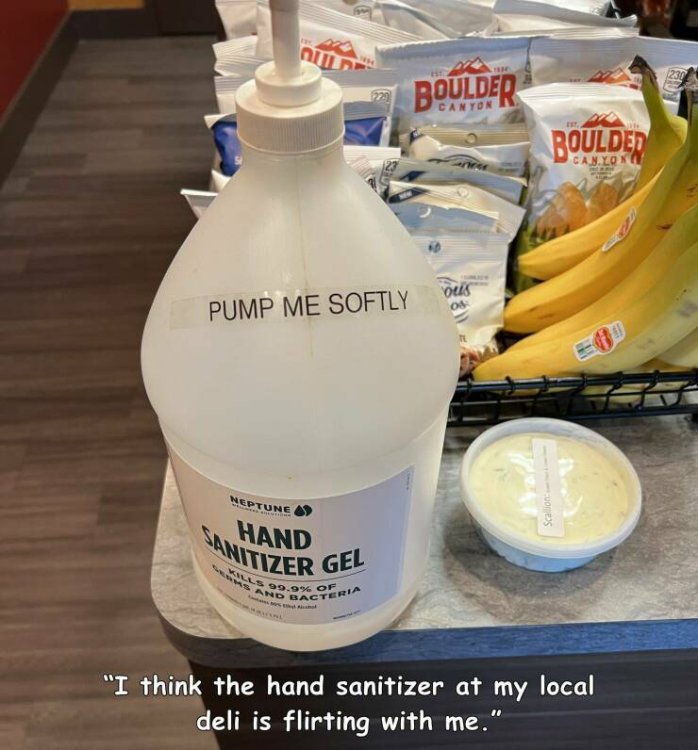 BOULDER
CANYON
BOULDER
CANYON
PUMP ME SOFTLY
NEPTUNE
HAND
SANITIZER GEL
KILLS 99.9% OF
GERMS AND BACTERIA
Scallion
"I think the hand sanitizer at my local
deli is flirting with me."